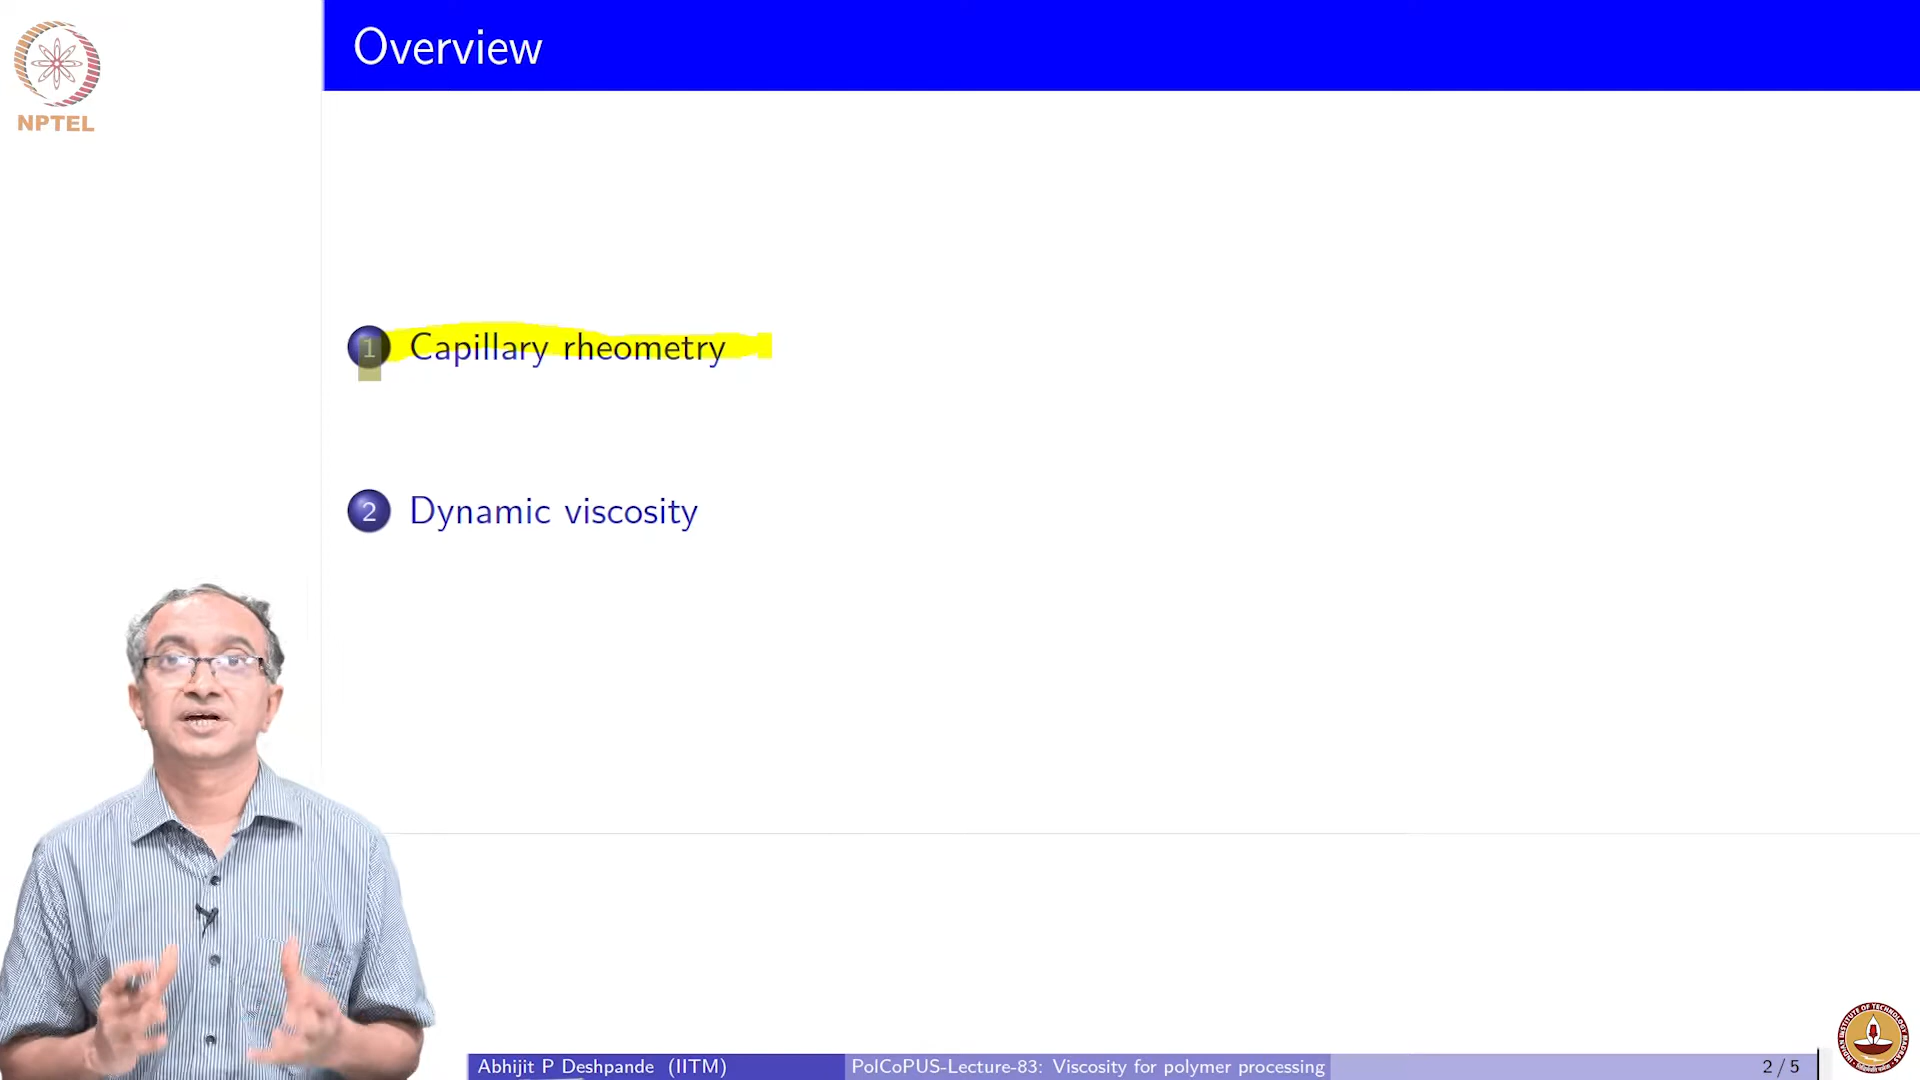 Overview
NPTEL
1 Capillary rheometry
2 Dynamic viscosity
Abhijit P Deshpande (IITM) PolCoPUS-Lecture-83: Viscosity for polymer processing 2 / 5